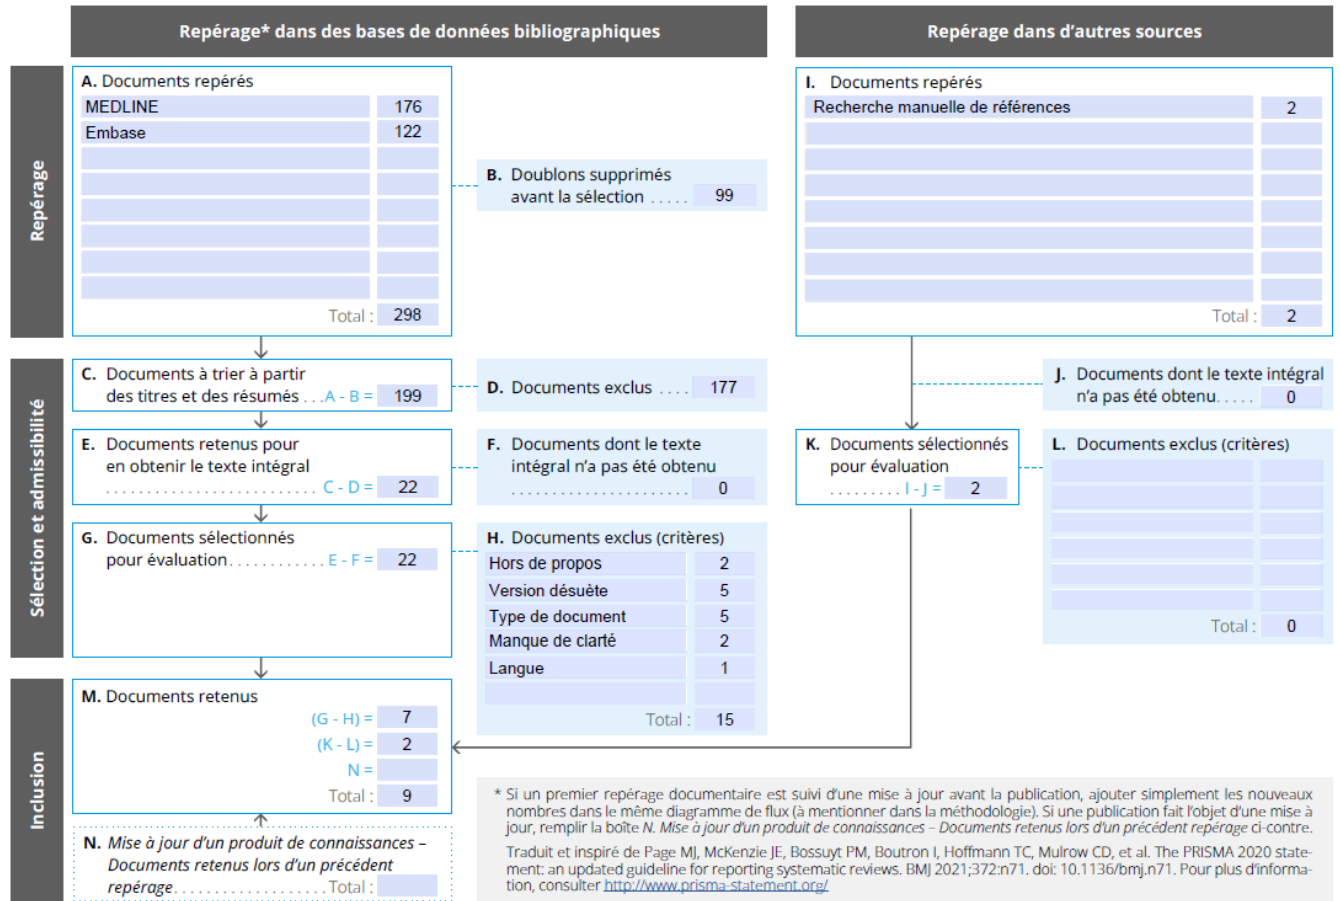 Repérage* dans des bases de données bibliographiques
Repérage dans d'autres sources
Repérage
A. Documents repérés
MEDLINE 176
Embase 122
Total : 298
B. Doublons supprimés
avant la sélection ..... 99
I. Documents repérés
Recherche manuelle de références 2
Total : 2
Sélection et admissibilité
C. Documents à trier à partir
des titres et des résumés ...A - B = 199
D. Documents exclus .... 177
J. Documents dont le texte intégral
n'a pas été obtenu..... 0
E. Documents retenus pour
en obtenir le texte intégral
.......................... C - D = 22
F. Documents dont le texte
intégral n'a pas été obtenu
...................... 0
K. Documents sélectionnés
pour évaluation
......... I - J = 2
L. Documents exclus (critères)
Total : 0
G. Documents sélectionnés
pour évaluation............ E - F = 22
H. Documents exclus (critères)
Hors de propos 2
Version désuète 5
Type de document 5
Manque de clarté 2
Langue 1
Total : 15
Inclusion
M. Documents retenus
(G - H) = 7
(K - L) = 2
N =
Total : 9
N. Mise à jour d'un produit de connaissances –
Documents retenus lors d'un précédent
repérage...................Total :
* Si un premier repérage documentaire est suivi d'une mise à jour avant la publication, ajouter simplement les nouveaux
nombres dans le même diagramme de flux (à mentionner dans la méthodologie). Si une publication fait l'objet d'une mise à
jour, remplir la boîte N. Mise à jour d'un produit de connaissances – Documents retenus lors d'un précédent repérage ci-contre.
Traduit et inspiré de Page MJ, McKenzie JE, Bossuyt PM, Boutron I, Hoffmann TC, Mulrow CD, et al. The PRISMA 2020 state-
ment: an updated guideline for reporting systematic reviews. BMJ 2021;372:n71. doi: 10.1136/bmj.n71. Pour plus d'informa-
tion, consulter http://www.prisma-statement.org/